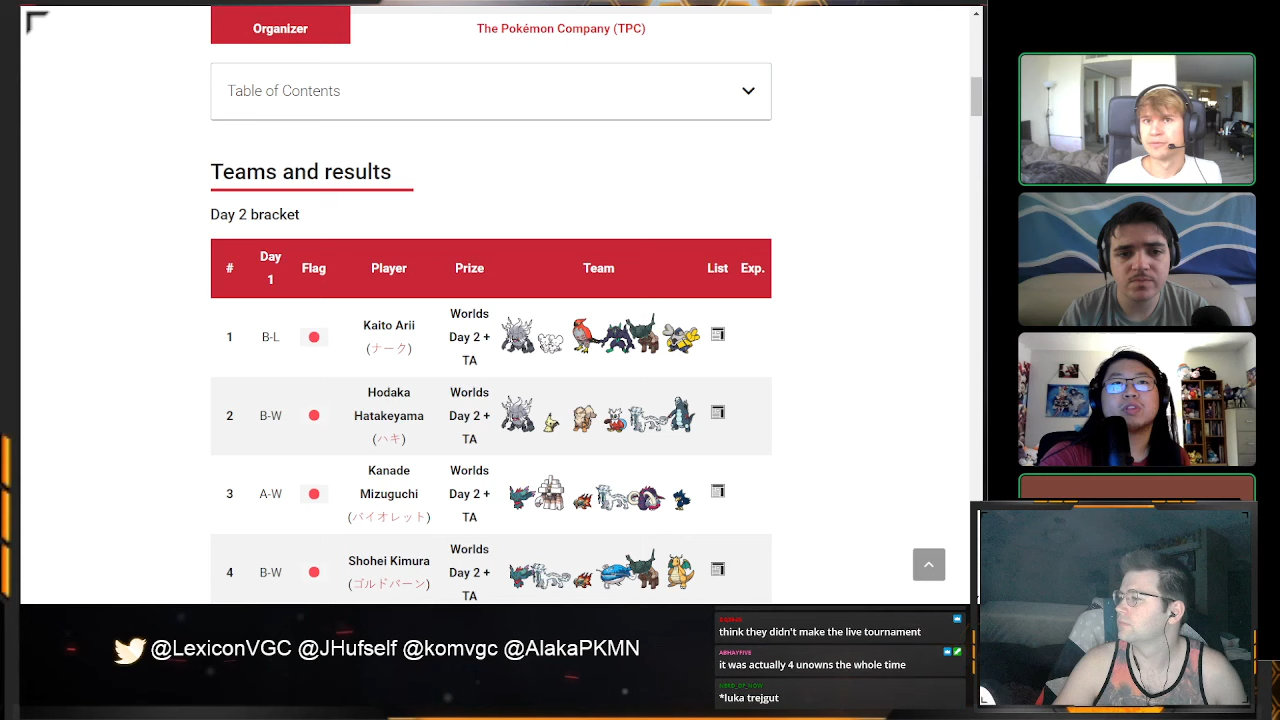 Organizer The Pokémon Company (TPC)
Table of Contents
Teams and results
Day 2 bracket
# Day 1 Flag Player Prize Team List Exp.
1 B-L Kaito Arii (ナーク) Worlds Day 2 + TA
2 B-W Hodaka Hatakeyama (ハキ) Worlds Day 2 + TA
3 A-W Kanade Mizuguchi (バイオレット) Worlds Day 2 + TA
4 B-W Shohei Kimura (ゴルドバーン) Worlds Day 2 + TA
@LexiconVGC @JHufself @komvgc @AlakaPKMN
think they didn't make the live tournament
ABHAYFIVE
it was actually 4 unowns the whole time
NERD_OF_NOW
*luka trejgut